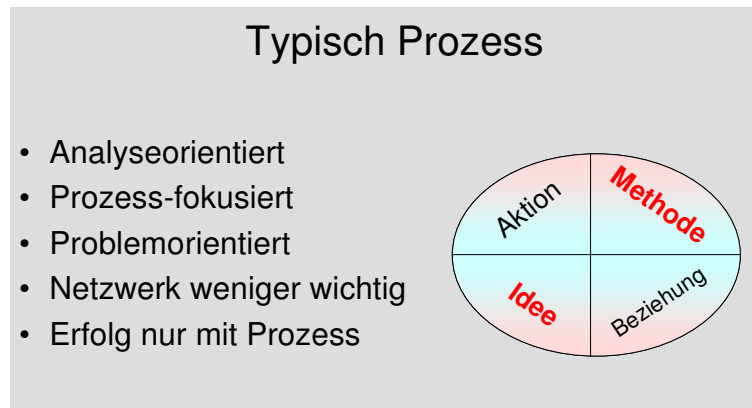 Typisch Prozess
• Analyseorientiert
• Prozess-fokusiert
• Problemorientiert
• Netzwerk weniger wichtig
• Erfolg nur mit Prozess
Aktion
Methode
Idee
Beziehung